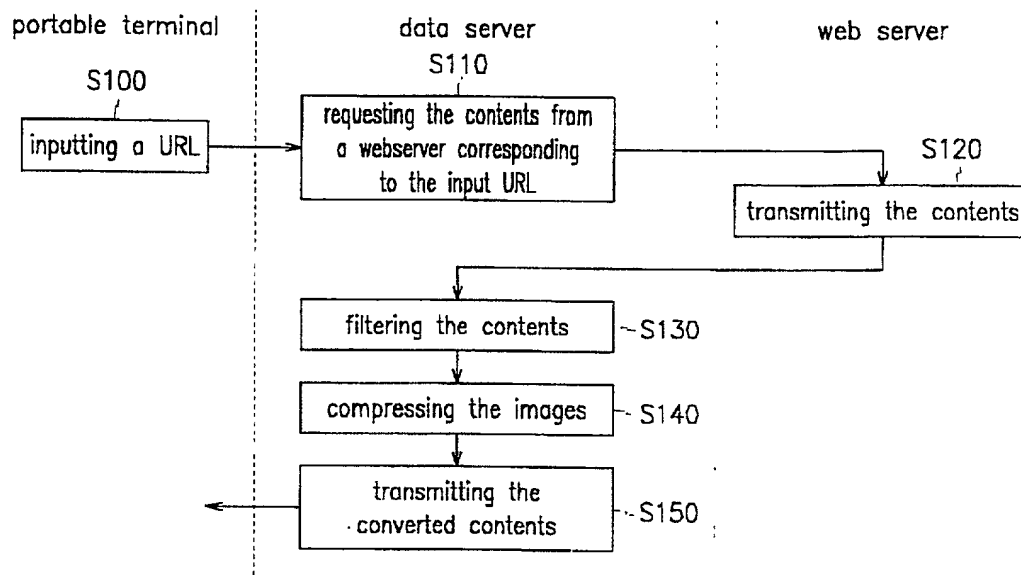 portable terminal
data server
web server
S100
S110
inputting a URL
requesting the contents from
a webserver corresponding
to the input URL
S120
transmitting the contents
filtering the contents
S130
compressing the images
S140
transmitting the
converted contents
S150